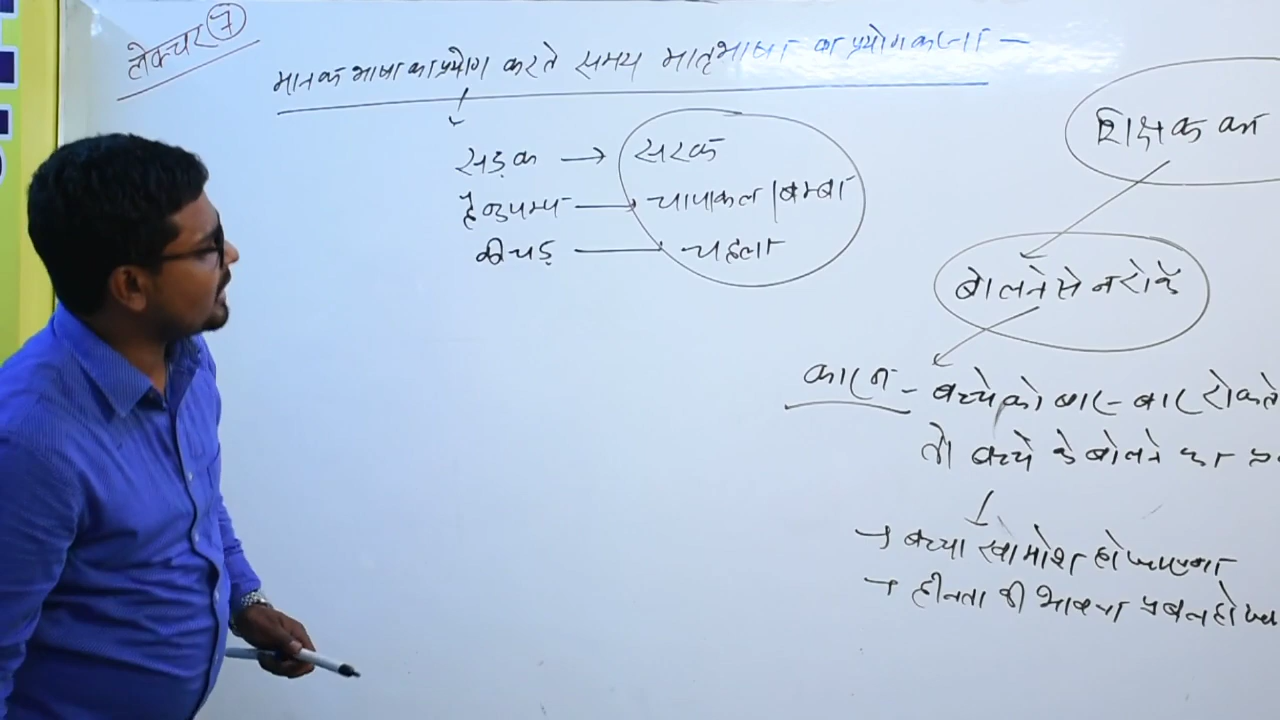 लेक्चर 7
मानक भाषा का प्रयोग करते समय मातृभाषा का प्रयोग करना –
सड़क → सरक
हैण्डपम्प → चापाकल / बम्बा
कीचड़ – चहला
शिक्षक का
बोलने से न रोकें
कारण – बच्चे को बार-बार रोकते
तो बच्चे के बोलने का
→ बच्चा खामोश हो जाएगा
→ हीनता की भावना प्रबल हो